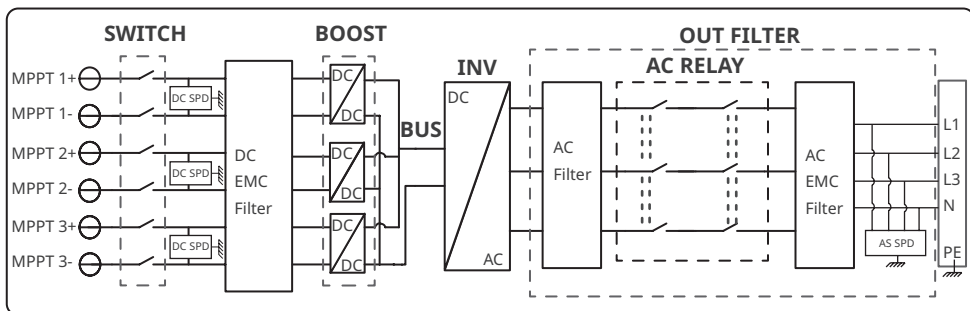 SWITCH
BOOST
OUT FILTER
INV
AC RELAY
MPPT 1+
MPPT 1-
MPPT 2+
MPPT 2-
MPPT 3+
MPPT 3-
DC SPD
DC SPD
DC SPD
DC
EMC
Filter
DC
DC
DC
DC
DC
DC
BUS
DC
AC
AC
Filter
AC
EMC
Filter
AS SPD
L1
L2
L3
N
PE